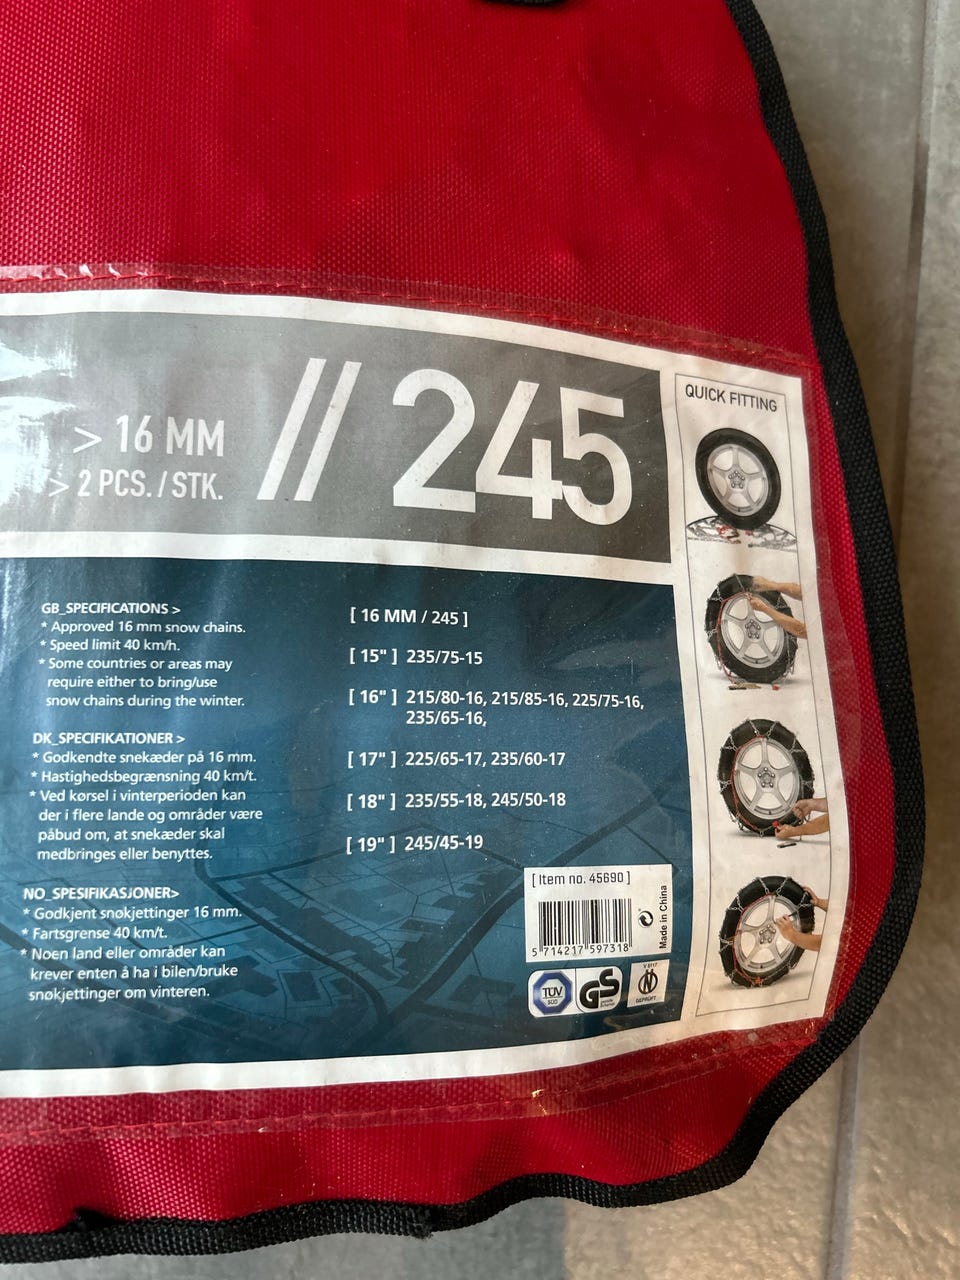 > 16 MM
> 2 PCS. / STK.
// 245
QUICK FITTING
GB_SPECIFICATIONS >
* Approved 16 mm snow chains.
* Speed limit 40 km/h.
* Some countries or areas may
require either to bring/use
snow chains during the winter.
DK_SPECIFIKATIONER >
* Godkendte snekæder på 16 mm.
* Hastighedsbegrænsning 40 km/t.
* Ved kørsel i vinterperioden kan
der i flere lande og områder være
påbud om, at snekæder skal
medbringes eller benyttes.
NO_SPESIFIKASJONER>
* Godkjent snøkjettinger 16 mm.
* Fartsgrense 40 km/t.
* Noen land eller områder kan
krever enten å ha i bilen/bruke
snøkjettinger om vinteren.
[ 16 MM / 245 ]
[ 15" ] 235/75-15
[ 16" ] 215/80-16, 215/85-16, 225/75-16,
235/65-16,
[ 17" ] 225/65-17, 235/60-17
[ 18" ] 235/55-18, 245/50-18
[ 19" ] 245/45-19
[ Item no. 45690 ]
5 714217 597318
Made in China
TÜV
SÜD
GS
V 5117
GEPRÜFT